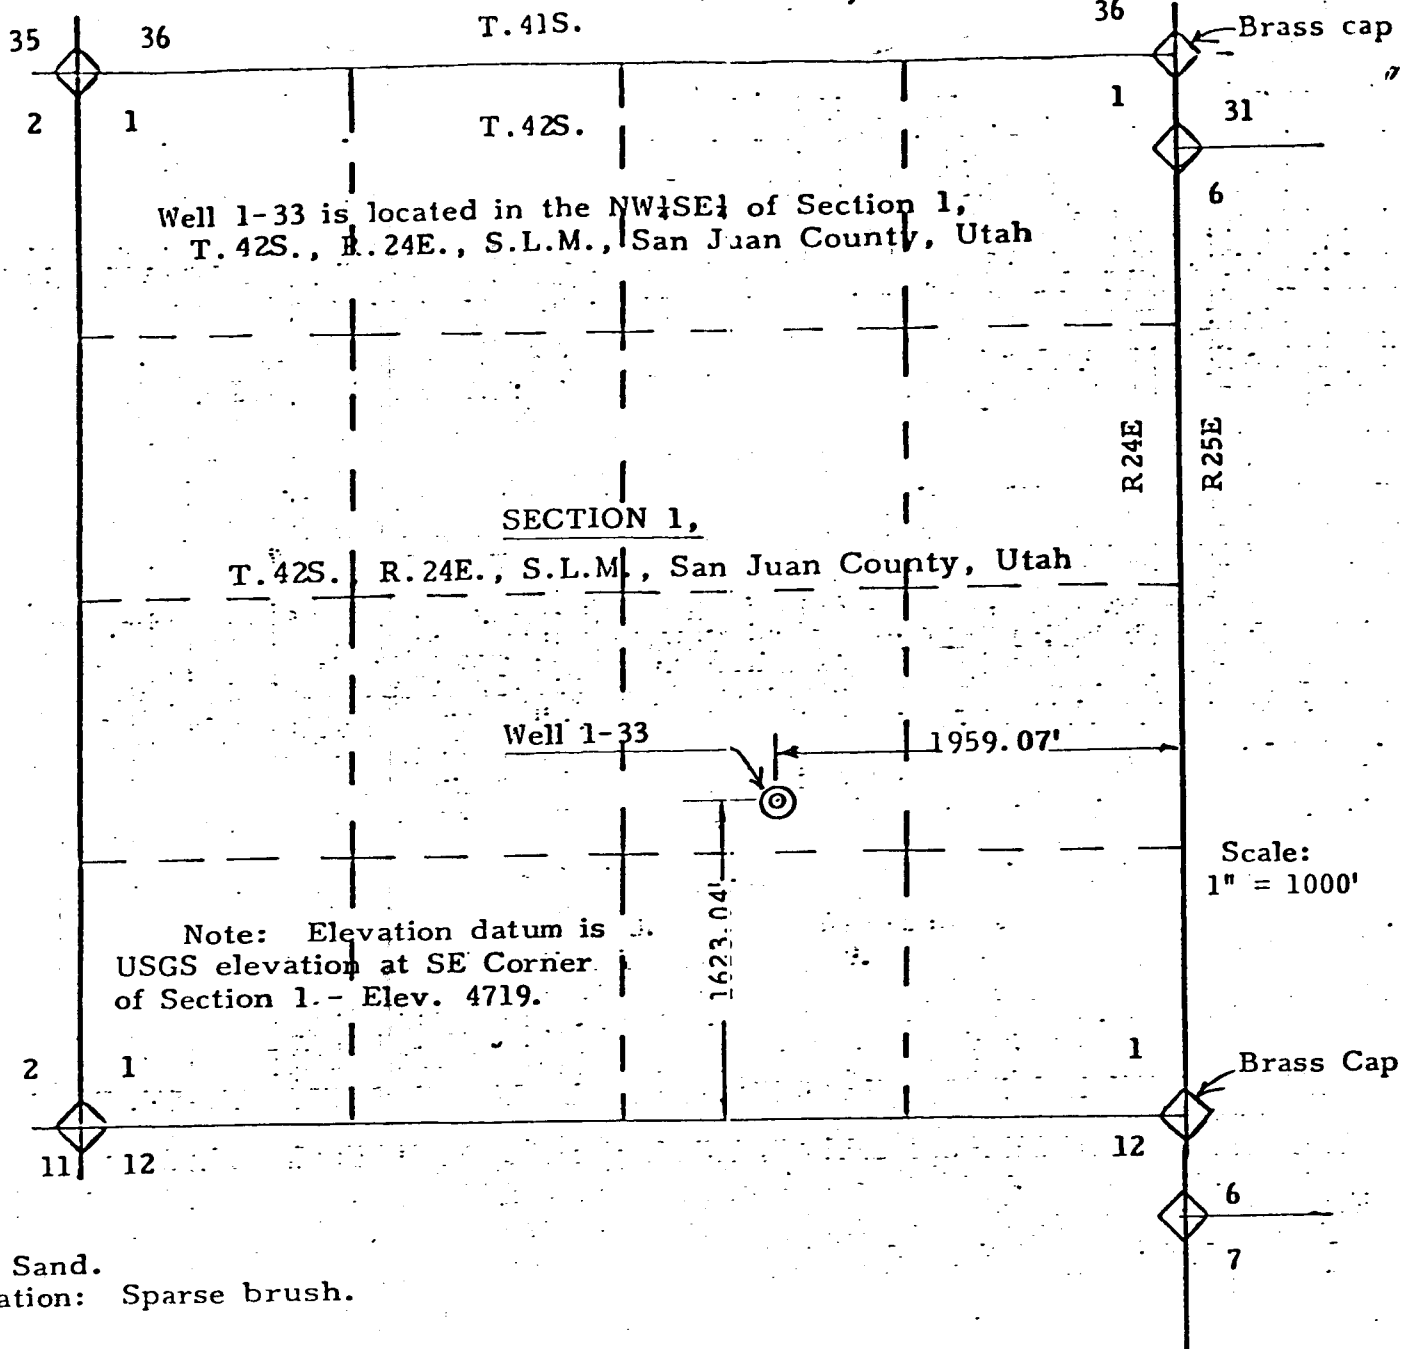 T.41S.
35 36 36 Brass cap
2 1 T.42S. 1 31
6
Well 1-33 is located in the NW¼SE¼ of Section 1,
T.42S., R.24E., S.L.M., San Juan County, Utah
R24E R25E
SECTION 1,
T.42S. R.24E., S.L.M., San Juan County, Utah
Well 1-33 1959.07'
Scale:
1" = 1000'
1623.04'
Note: Elevation datum is
USGS elevation at SE Corner
of Section 1. - Elev. 4719.
2 1 1 Brass Cap
11 12 12
6
7
Sand.
ation: Sparse brush.